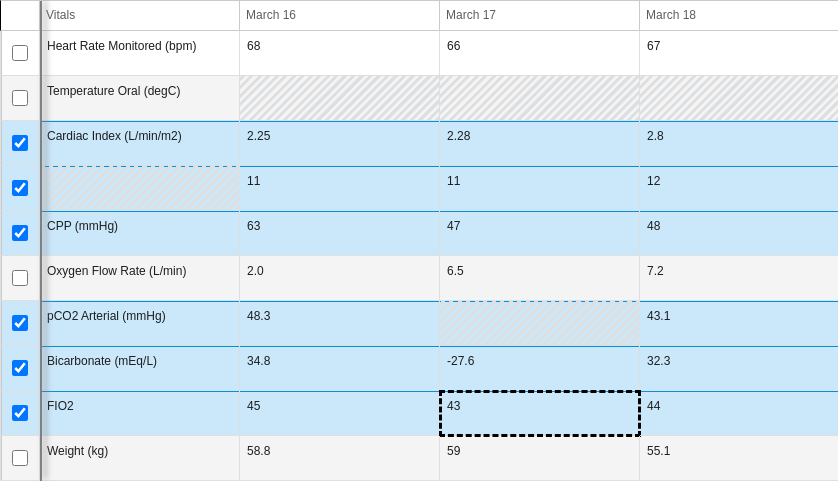 Vitals March 16 March 17 March 18
Heart Rate Monitored (bpm) 68 66 67
Temperature Oral (degC)
Cardiac Index (L/min/m2) 2.25 2.28 2.8
11 11 12
CPP (mmHg) 63 47 48
Oxygen Flow Rate (L/min) 2.0 6.5 7.2
pCO2 Arterial (mmHg) 48.3 43.1
Bicarbonate (mEq/L) 34.8 -27.6 32.3
FIO2 45 43 44
Weight (kg) 58.8 59 55.1